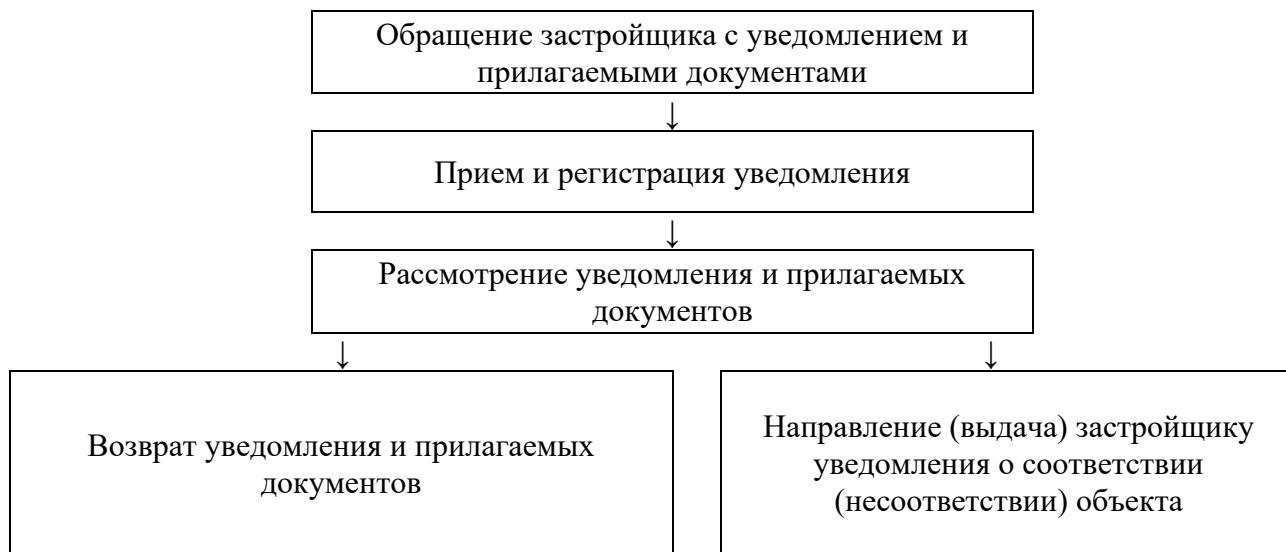 Обращение застройщика с уведомлением и
прилагаемыми документами
↓
Прием и регистрация уведомления
↓
Рассмотрение уведомления и прилагаемых
документов
↓ ↓
Возврат уведомления и прилагаемых
документов
Направление (выдача) застройщику
уведомления о соответствии
(несоответствии) объекта